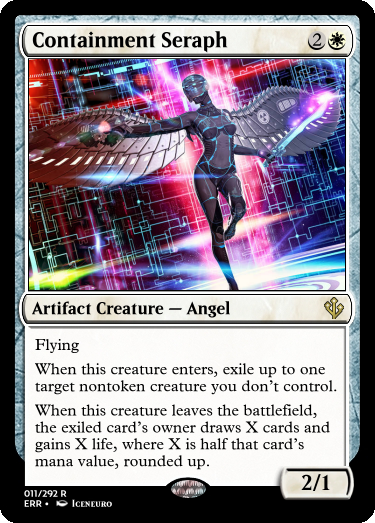 Containment Seraph 2
Artifact Creature — Angel
Flying
When this creature enters, exile up to one
target nontoken creature you don't control.
When this creature leaves the battlefield,
the exiled card's owner draws X cards and
gains X life, where X is half that card's
mana value, rounded up.
2/1
011/292 R
ERR • Iceneuro